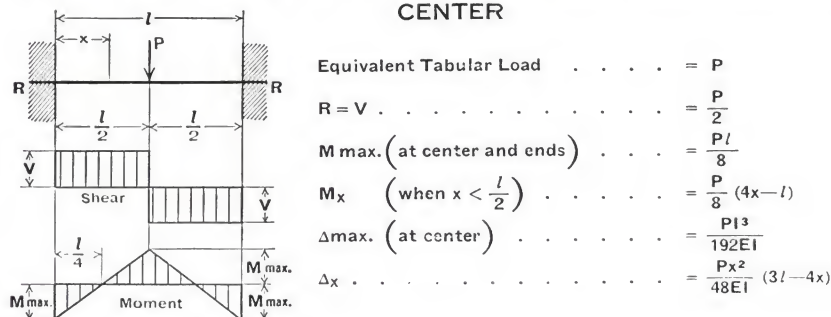 CENTER
l
x
P
R
R
l/2
l/2
V
Shear
V
l/4
M max.
M max.
Moment
M max.
Equivalent Tabular Load . . . . = P
R = V . . . . . . . . . . . = P/2
M max. (at center and ends) . . . = Pl/8
Mx (when x < l/2) . . . . . = P/8 (4x—l)
Δmax. (at center) . . . . . . = Pl³/192EI
Δx . . . . . . . . . . . . = Px²/48EI (3l—4x)